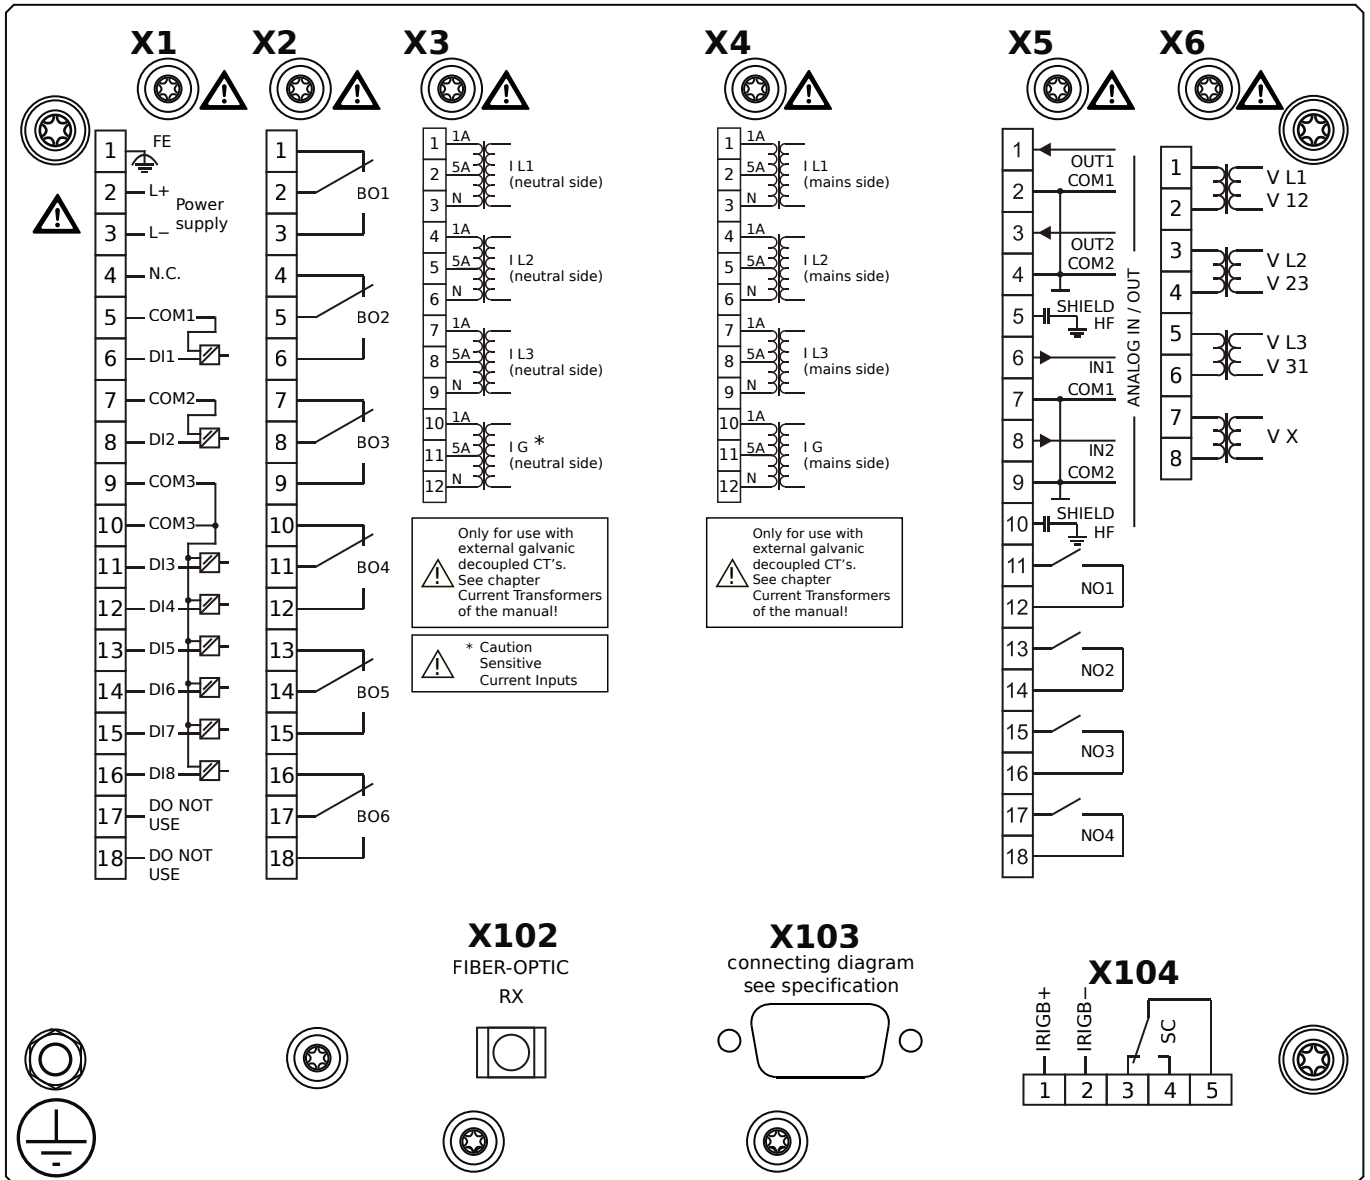 X1
X2
X3
X4
X5
X6
1
FE
2
L+
Power
supply
3
L−
4
N.C.
5
COM1
6
DI1
7
COM2
8
DI2
9
COM3
10
COM3
11
DI3
12
DI4
13
DI5
14
DI6
15
DI7
16
DI8
17
DO NOT
USE
18
DO NOT
USE
1
2
BO1
3
4
5
BO2
6
7
8
BO3
9
10
11
BO4
12
13
14
BO5
15
16
17
BO6
18
1
1A
2
5A
I L1
(neutral side)
3
N
4
1A
5
5A
I L2
(neutral side)
6
N
7
1A
8
5A
I L3
(neutral side)
9
N
10
1A
11
5A
I G *
(neutral side)
12
N
Only for use with
external galvanic
decoupled CT’s.
See chapter
Current Transformers
of the manual!
* Caution
Sensitive
Current Inputs
1
1A
2
5A
I L1
(mains side)
3
N
4
1A
5
5A
I L2
(mains side)
6
N
7
1A
8
5A
I L3
(mains side)
9
N
10
1A
11
5A
I G
(mains side)
12
N
Only for use with
external galvanic
decoupled CT’s.
See chapter
Current Transformers
of the manual!
1
OUT1
2
COM1
3
OUT2
4
COM2
5
SHIELD
HF
6
IN1
7
COM1
8
IN2
9
COM2
10
SHIELD
HF
ANALOG IN / OUT
11
NO1
12
13
NO2
14
15
NO3
16
17
NO4
18
1
V L1
2
V 12
3
V L2
4
V 23
5
V L3
6
V 31
7
V X
8
X102
FIBER-OPTIC
RX
X103
connecting diagram
see specification
X104
IRIGB+
IRIGB−
SC
1
2
3
4
5